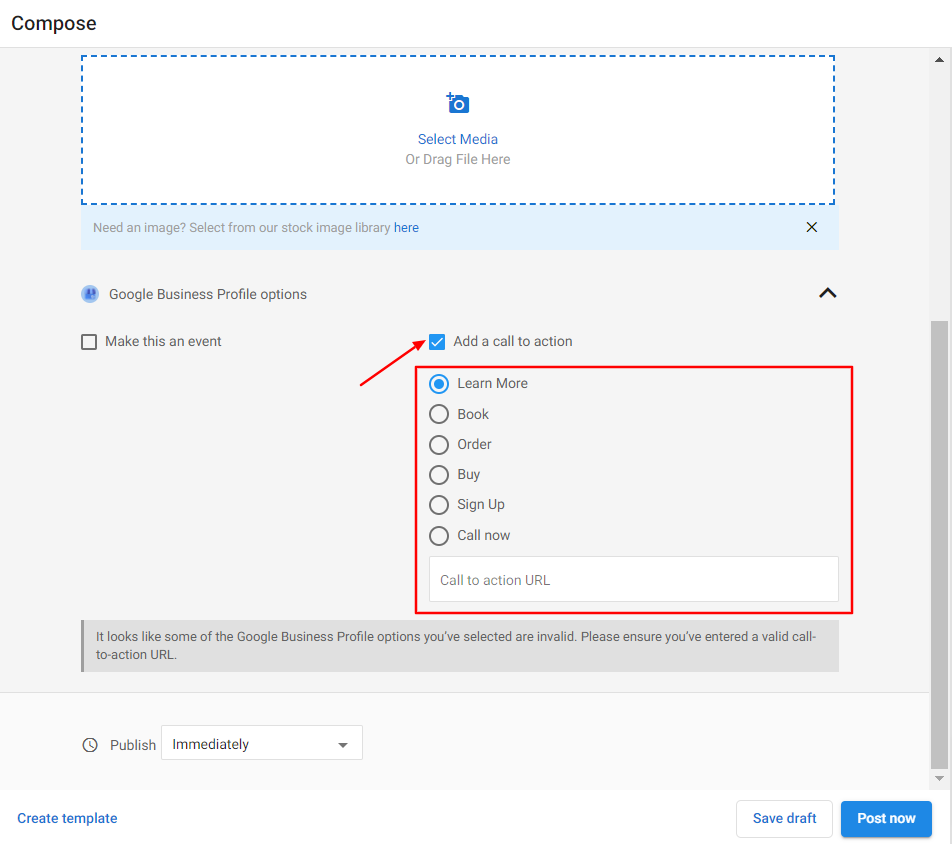 Compose
Select Media
Or Drag File Here
Need an image? Select from our stock image library here
Google Business Profile options
Make this an event
Add a call to action
Learn More
Book
Order
Buy
Sign Up
Call now
Call to action URL
It looks like some of the Google Business Profile options you've selected are invalid. Please ensure you've entered a valid call-
to-action URL.
Publish
Immediately
Create template
Save draft
Post now